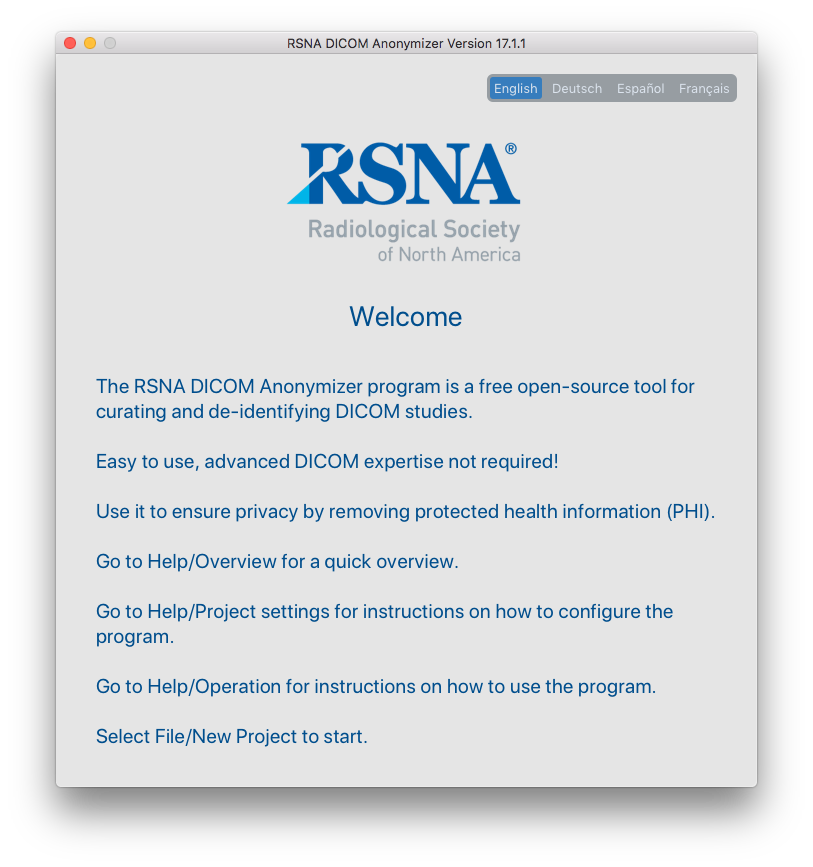 RSNA DICOM Anonymizer Version 17.1.1
English Deutsch Español Français
RSNA®
Radiological Society
of North America
Welcome
The RSNA DICOM Anonymizer program is a free open-source tool for
curating and de-identifying DICOM studies.
Easy to use, advanced DICOM expertise not required!
Use it to ensure privacy by removing protected health information (PHI).
Go to Help/Overview for a quick overview.
Go to Help/Project settings for instructions on how to configure the
program.
Go to Help/Operation for instructions on how to use the program.
Select File/New Project to start.